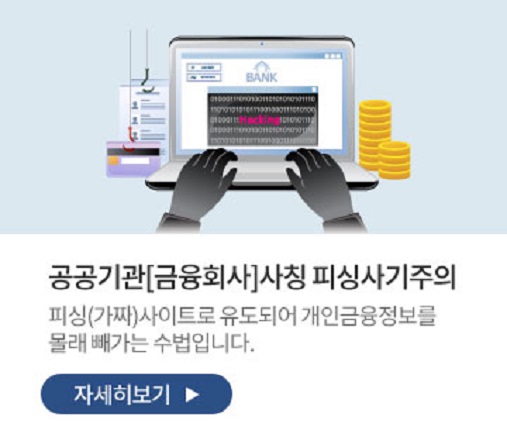 BANK
0100011101010011010101011110
Hacking
공공기관[금융회사]사칭 피싱사기주의
피싱(가짜)사이트로 유도되어 개인금융정보를
몰래 빼가는 수법입니다.
자세히보기 ▶